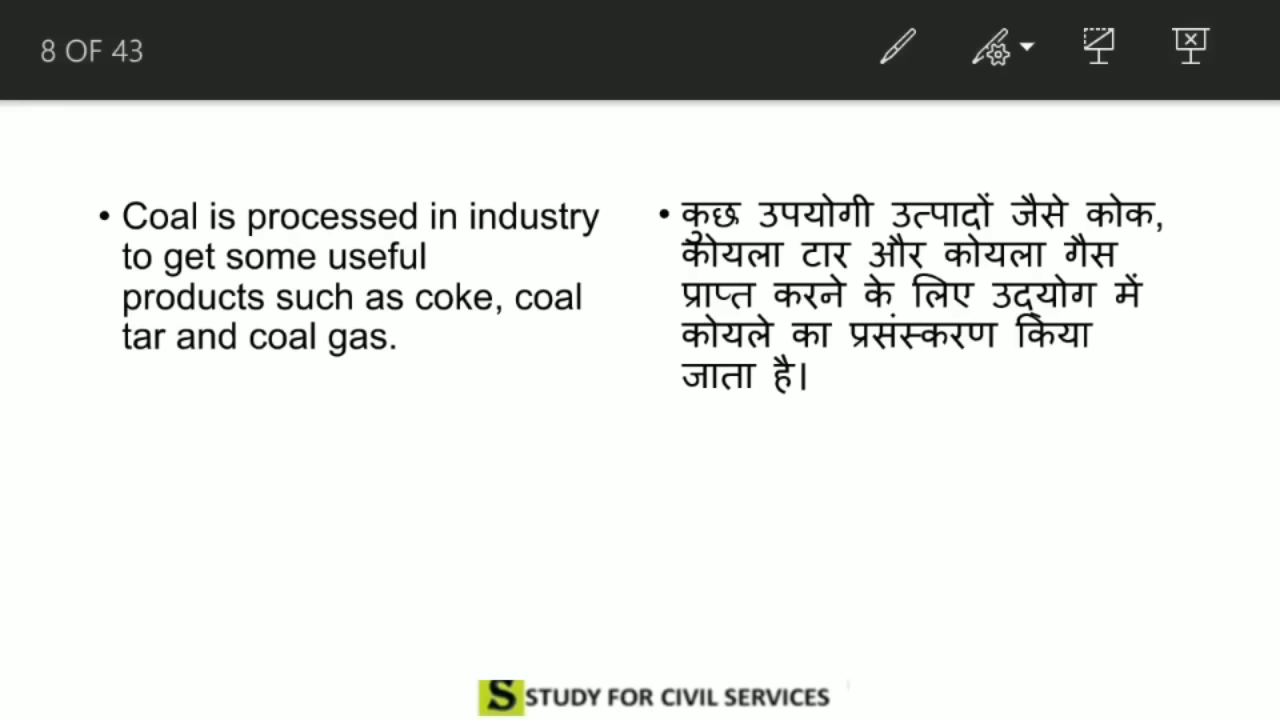 8 OF 43
• Coal is processed in industry
to get some useful
products such as coke, coal
tar and coal gas.
• कुछ उपयोगी उत्पादों जैसे कोक,
कोयला टार और कोयला गैस
प्राप्त करने के लिए उद्योग में
कोयले का प्रसंस्करण किया
जाता है।
S STUDY FOR CIVIL SERVICES